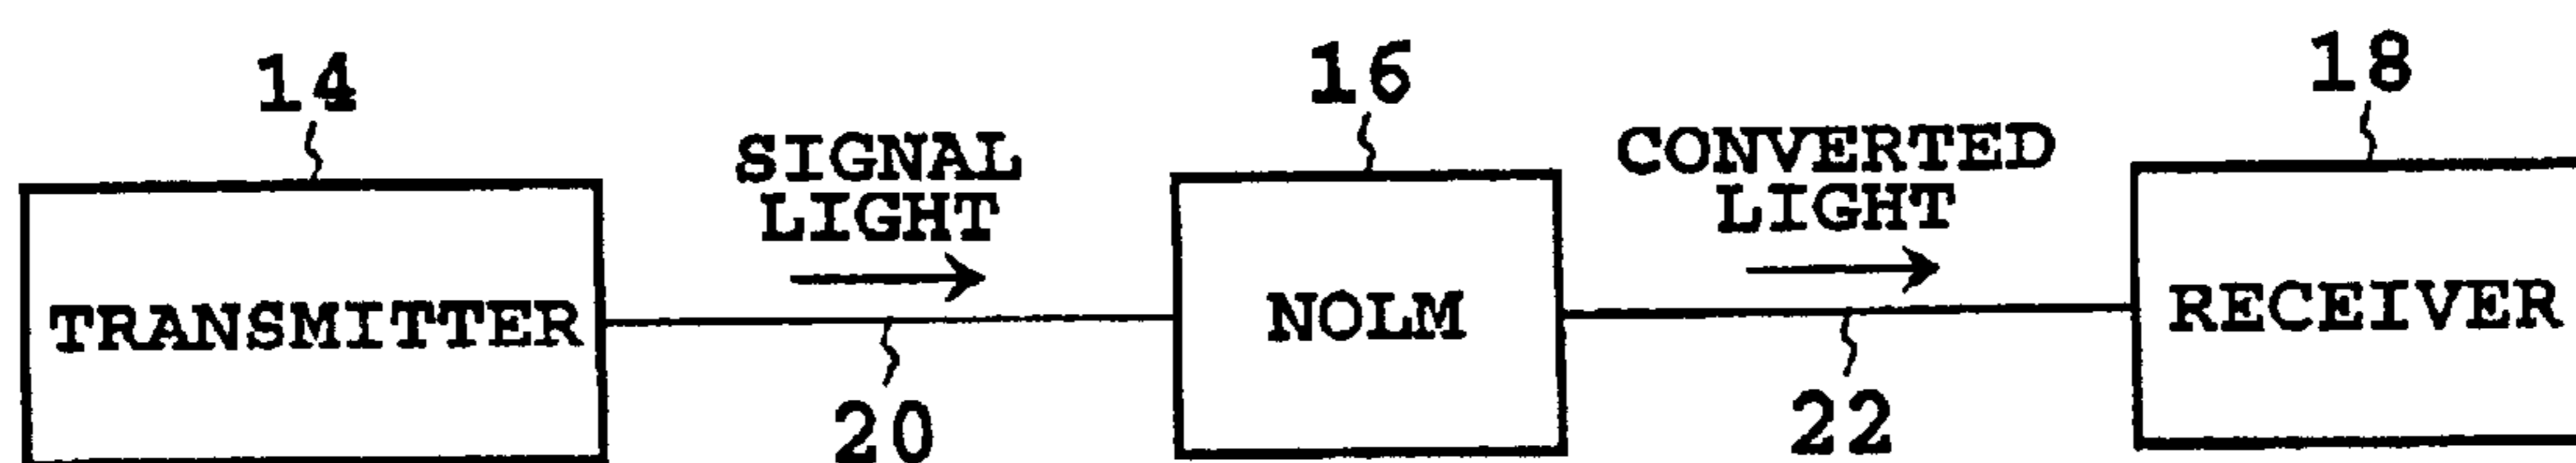 14
16
18
SIGNAL
LIGHT
CONVERTED
LIGHT
TRANSMITTER
NOLM
RECEIVER
20
22